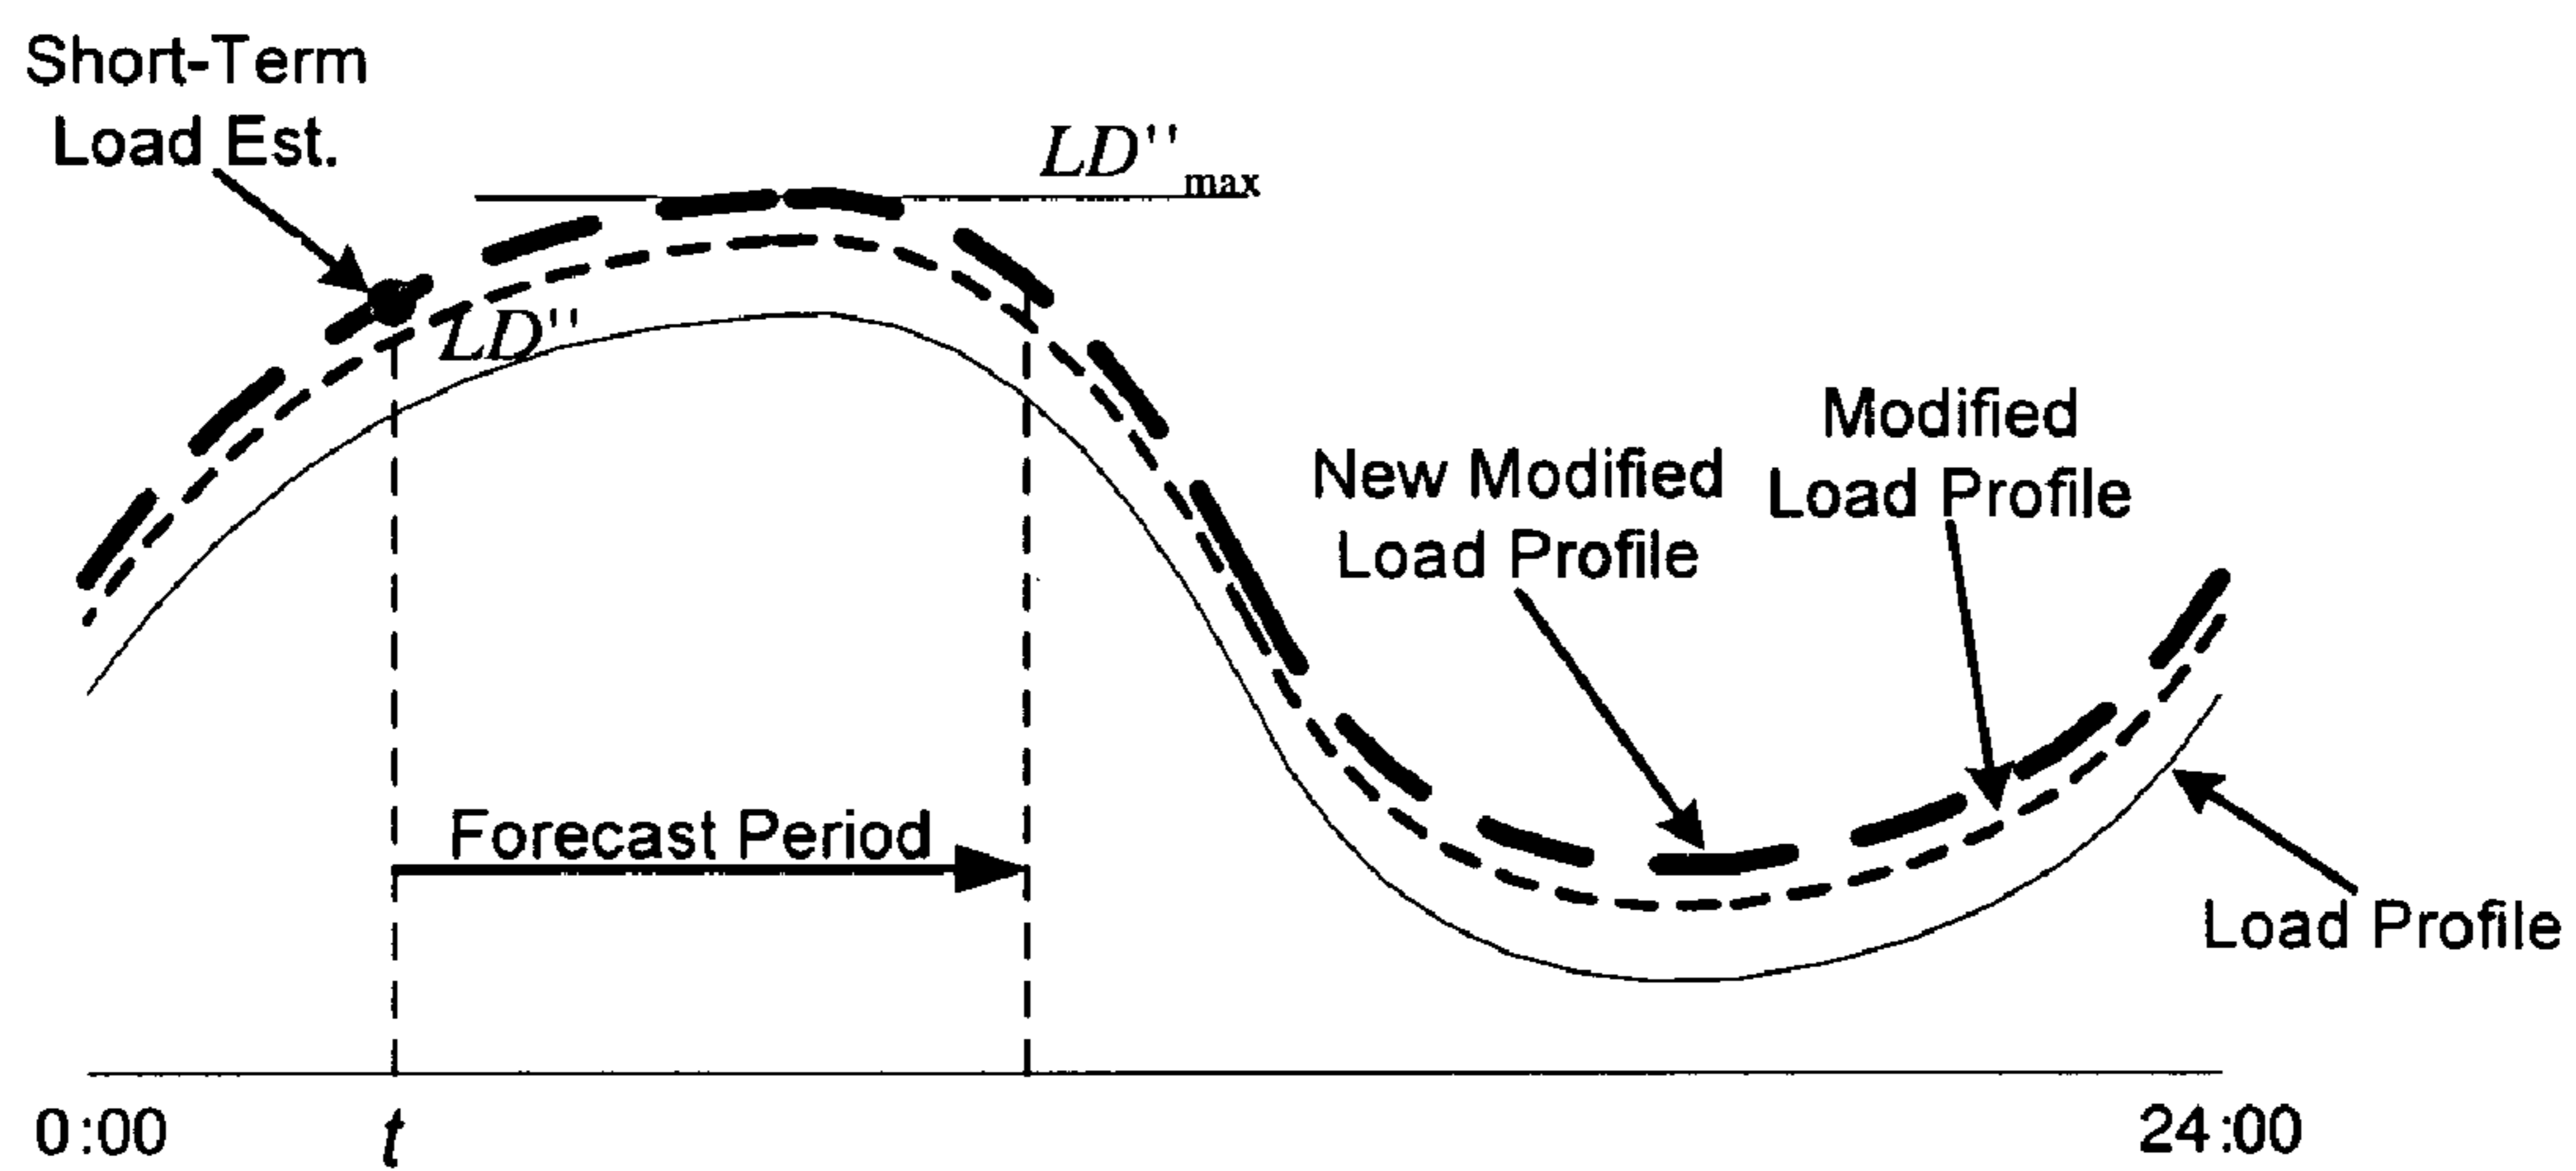 Short-Term
Load Est.
LD''max
LD''
New Modified
Load Profile
Modified
Load Profile
Forecast Period
Load Profile
0:00
t
24:00